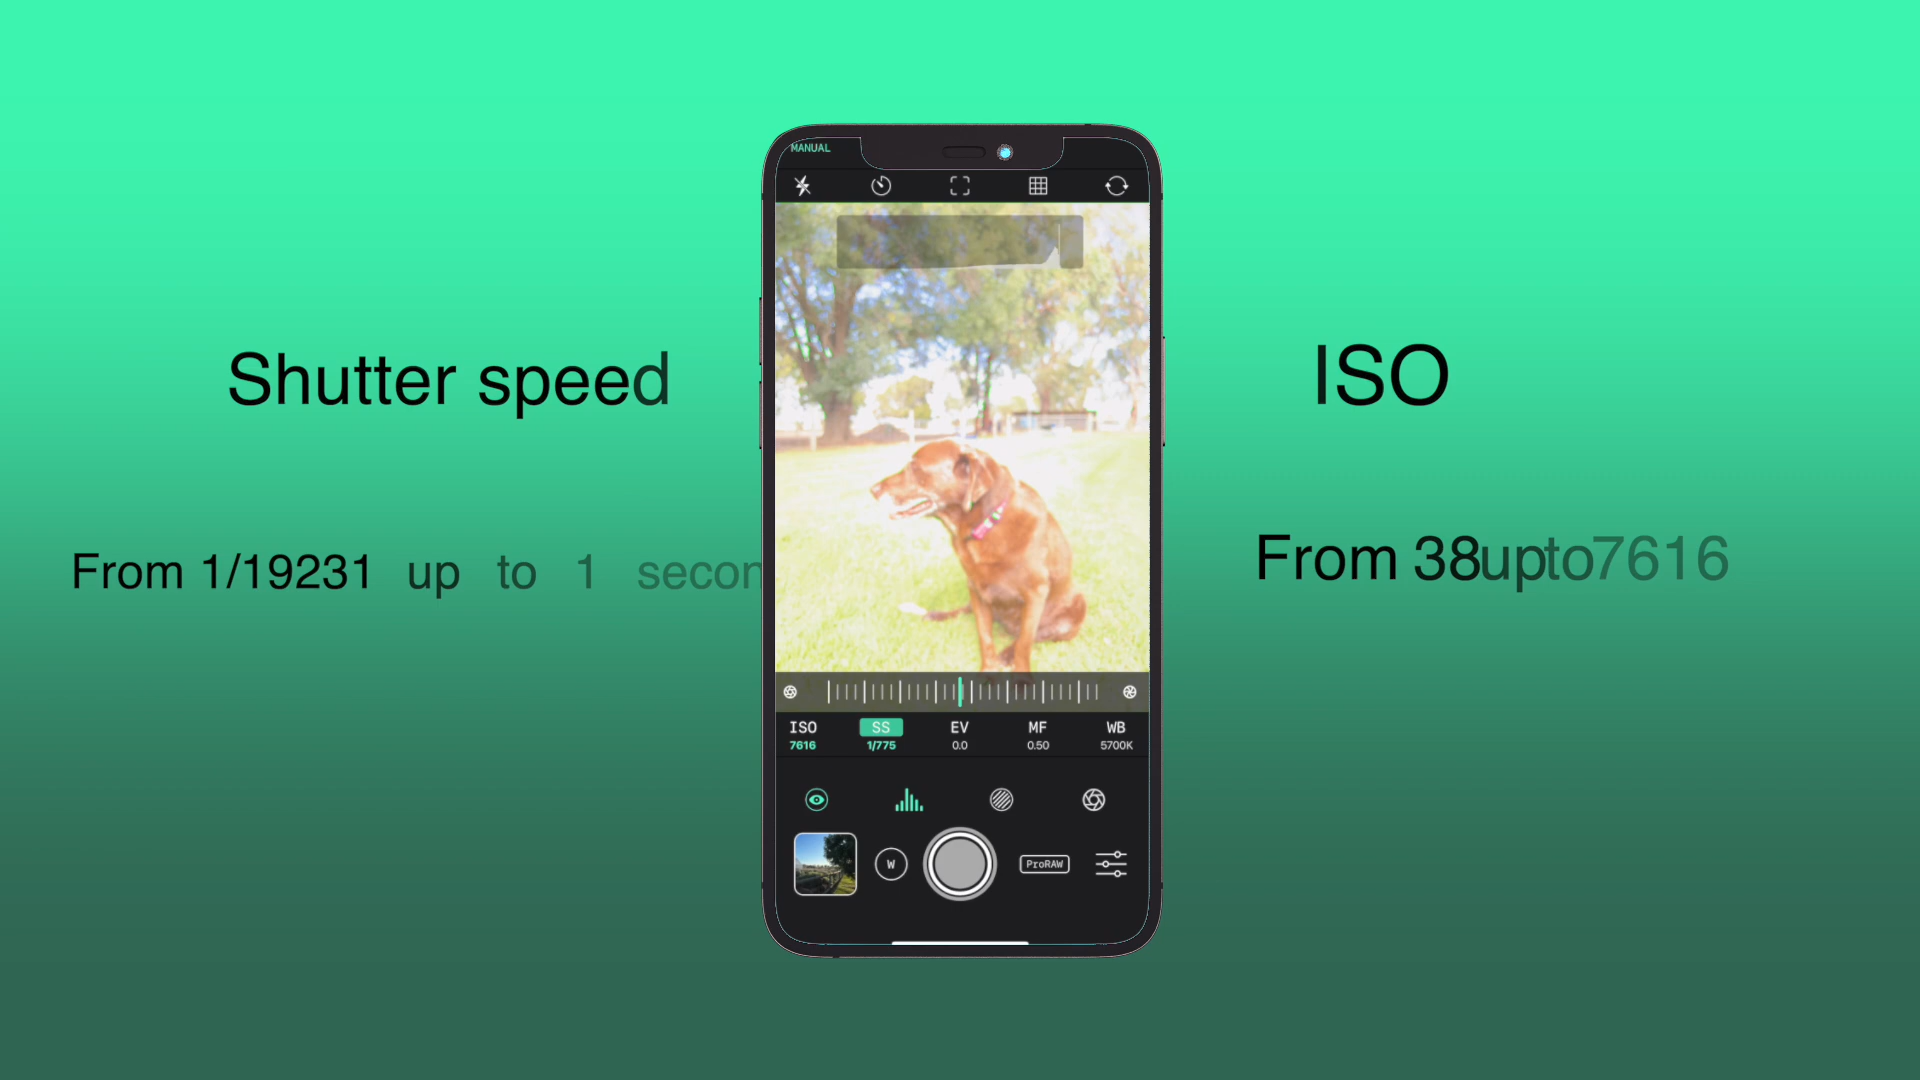 MANUAL
Shutter speed
ISO
From 1/19231 up to 1 secon
From 38upto7616
ISO SS EV MF WB
7616 1/775 0.0 0.50 5700K
W ProRAW